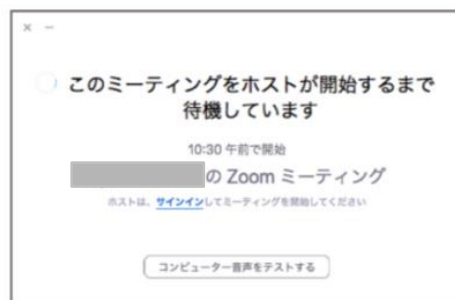 このミーティングをホストが開始するまで
待機しています
10:30 午前で開始
の Zoom ミーティング
ホストは、サインインしてミーティングを開始してください
コンピューター音声をテストする